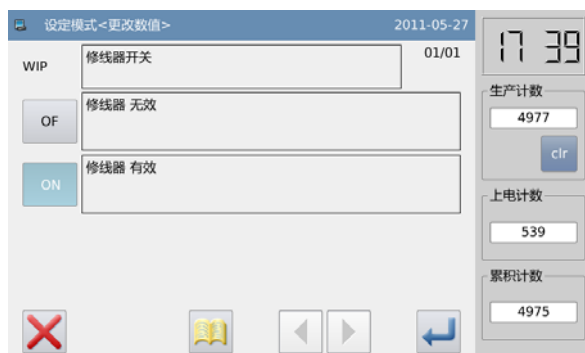 设定模式<更改数值>
2011-05-27
17 39
WIP
修线器开关
01/01
OF
修线器 无效
ON
修线器 有效
生产计数
4977
clr
上电计数
539
累积计数
4975